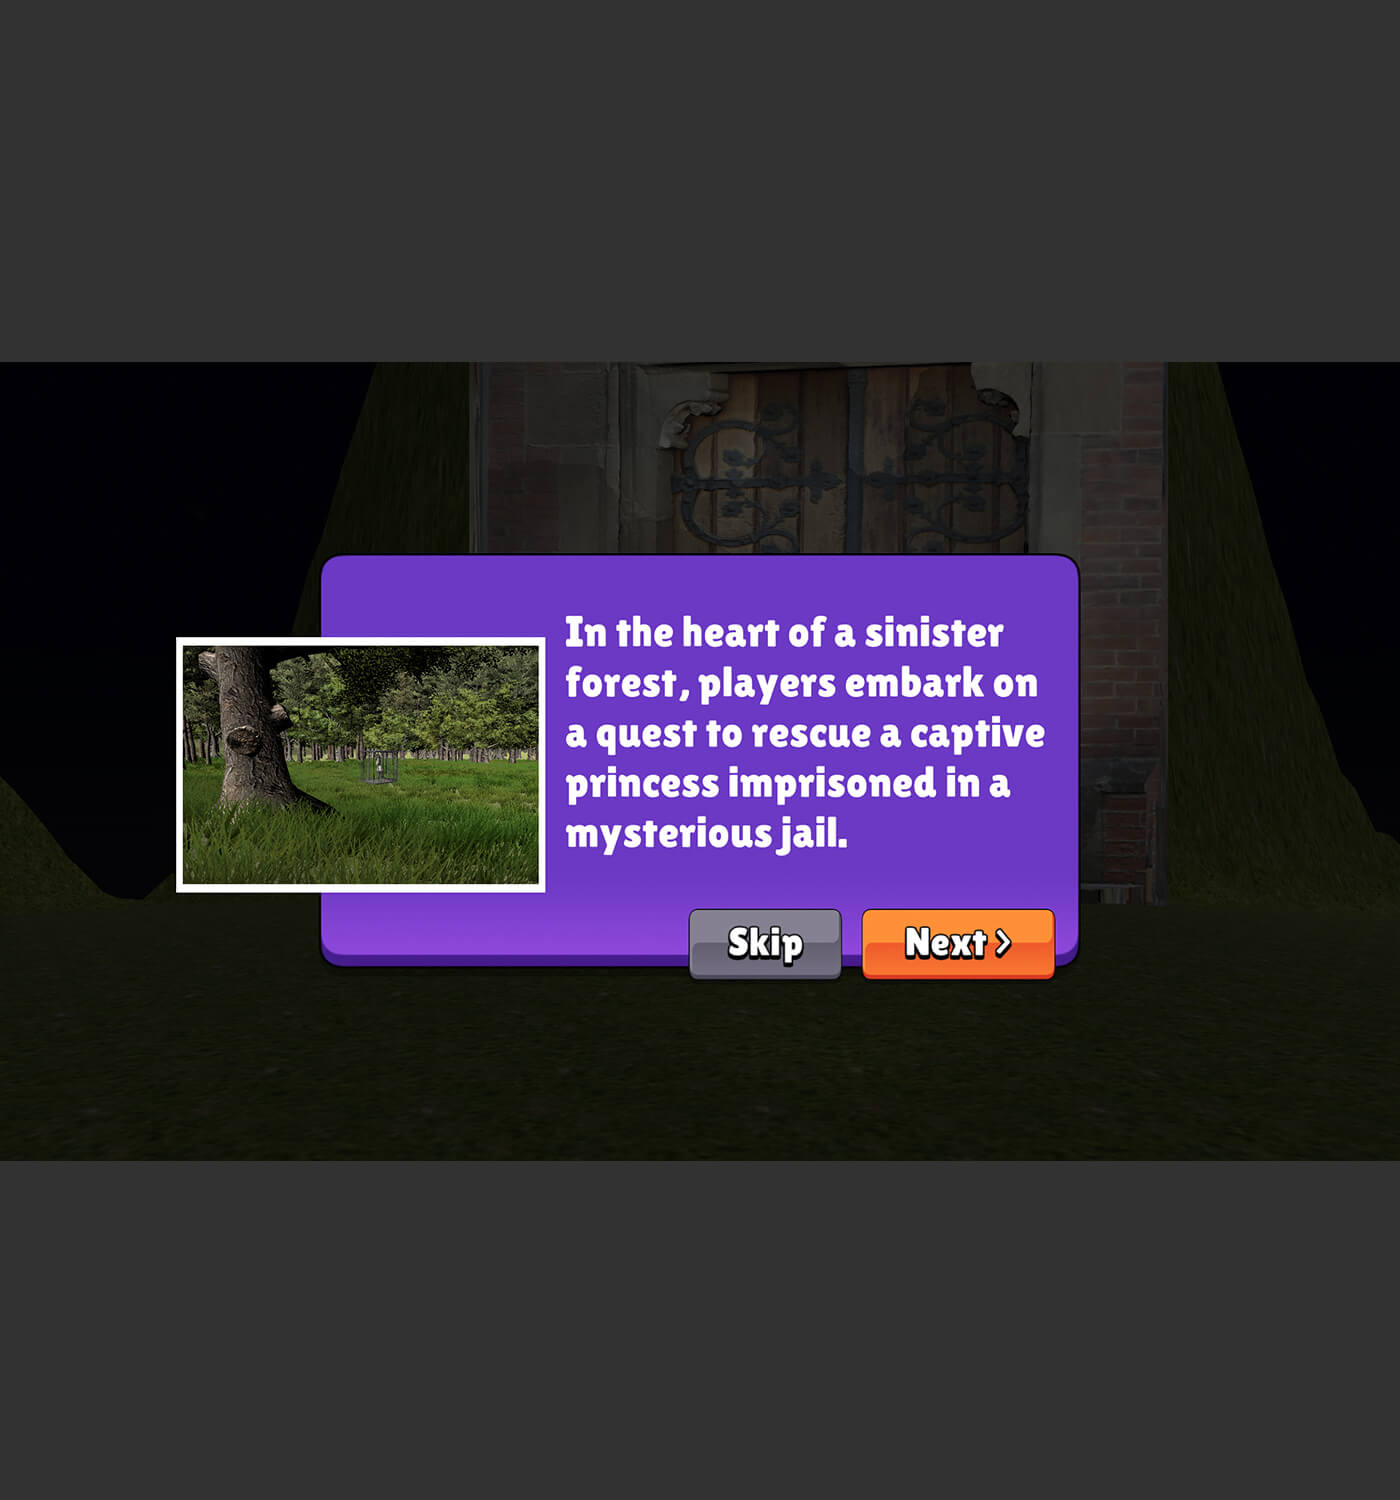 In the heart of a sinister
forest, players embark on
a quest to rescue a captive
princess imprisoned in a
mysterious jail.
Skip
Next >